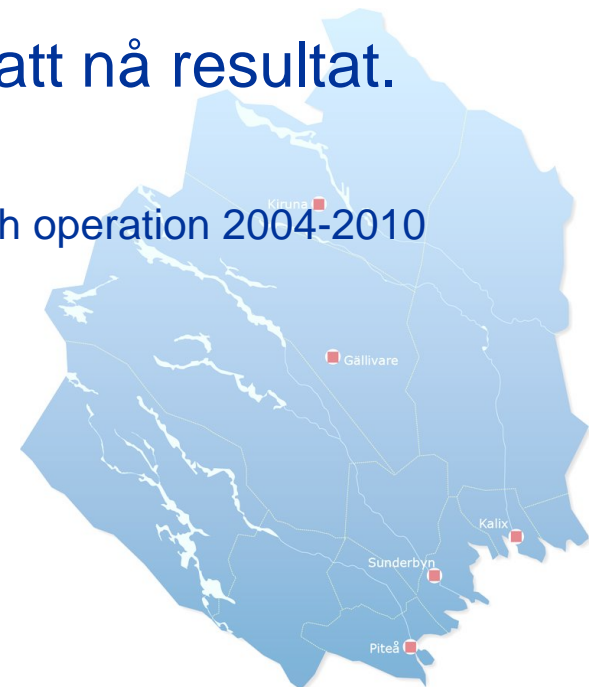 att nå resultat.
h operation 2004-2010
Kiruna
Gällivare
Kalix
Sunderbyn
Piteå